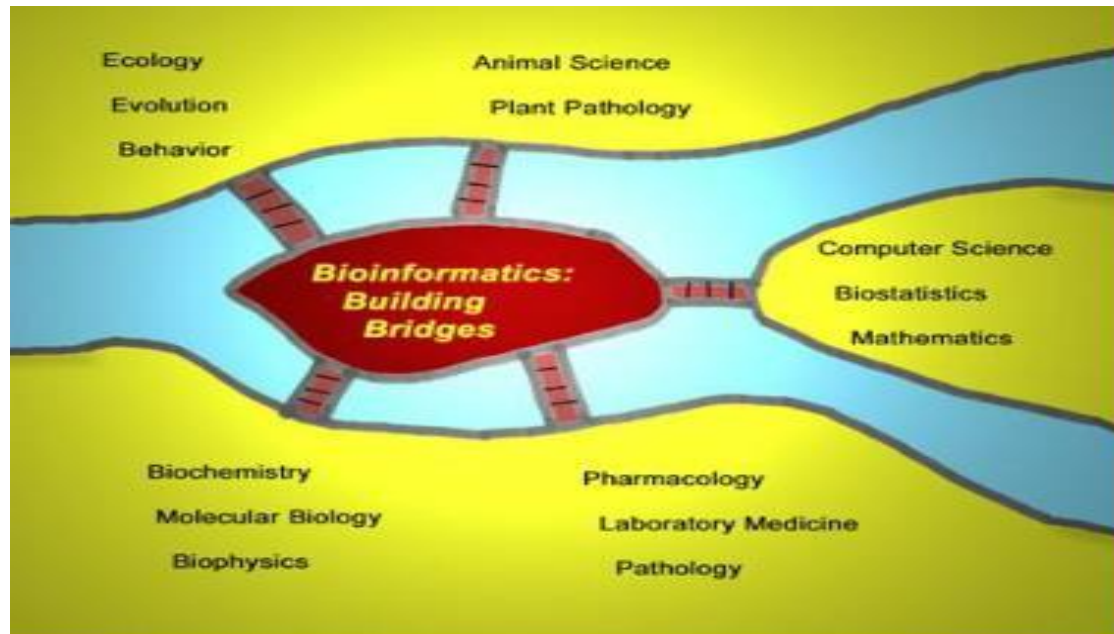 Ecology
Evolution
Behavior
Animal Science
Plant Pathology
Bioinformatics:
Building
Bridges
Computer Science
Biostatistics
Mathematics
Biochemistry
Molecular Biology
Biophysics
Pharmacology
Laboratory Medicine
Pathology